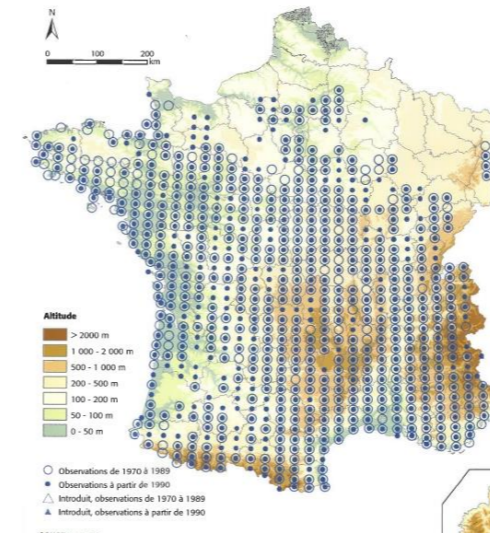 N
0 100 200
km
Altitude
> 2000 m
1 000 - 2 000 m
500 - 1 000 m
200 - 500 m
100 - 200 m
50 - 100 m
0 - 50 m
Observations de 1970 à 1989
Observations à partir de 1990
Introduit, observations de 1970 à 1989
Introduit, observations à partir de 1990